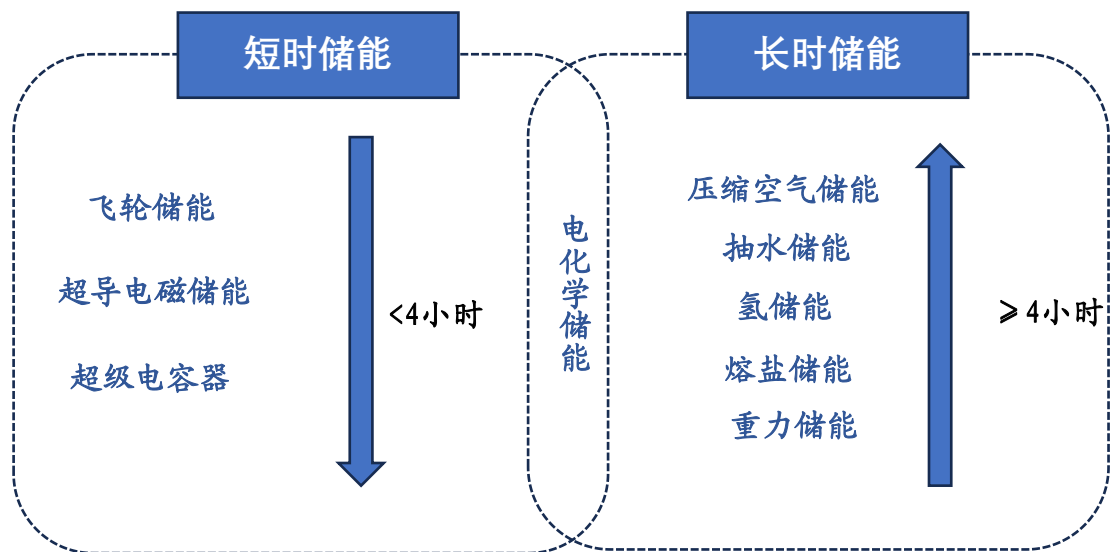 短时储能
长时储能
飞轮储能
超导电磁储能
超级电容器
<4小时
电化学储能
压缩空气储能
抽水储能
氢储能
熔盐储能
重力储能
≥4小时